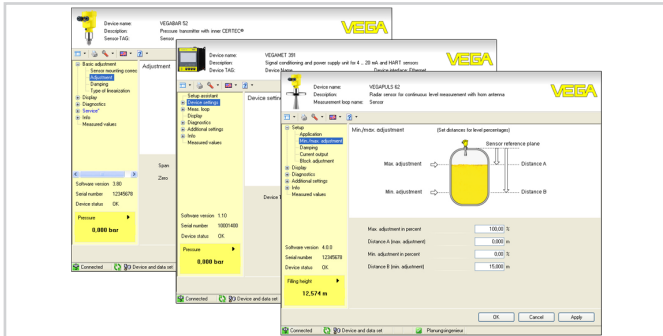 Device name: VEGABAR 52
Description: Pressure transmitter with inner CERTEC®
Sensor TAG: Sensor
VEGA
Basic adjustment
Sensor mounting correc
Adjustment
Damping
Type of linearization
Display
Diagnostics
Service
Info
Measured values
Adjustment
Span
Zero
Software version 3.80
Serial number 12345678
Device status OK
Pressure
0,000 bar
Connected Device and data set
Device name: VEGAMET 391
Description: Signal conditioning and power supply unit for 4 .. 20 mA and HART sensors
Device TAG: Device Name Device interface: Ethernet
VEGA
Setup assistant
Device settings
Meas. loop
Display
Diagnostics
Additional settings
Info
Measured values
Device settin
Device T
Software version 1.10
Serial number 10001400
Device status OK
Pressure
0,000 bar
Connected Device and data set
Device name: VEGAPULS 62
Description: Radar sensor for continuous level measurement with horn antenna
Measurement loop name: Sensor
VEGA
Setup
Application
Min./max. adjustment
Damping
Current output
Block adjustment
Display
Diagnostics
Additional settings
Info
Measured values
Min./max. adjustment (Set distances for level percentages)
Sensor reference plane
Max. adjustment
Distance A
Min. adjustment
Distance B
Max. adjustment in percent 100,00 %
Distance A (max. adjustment) 0,000 m
Min. adjustment in percent 0,00 %
Distance B (min. adjustment) 15,000 m
Software version 4.0.0
Serial number 12345678
Device status OK
Filling height
12,574 m
OK Cancel Apply
Connected Device and data set Planungsingenieur